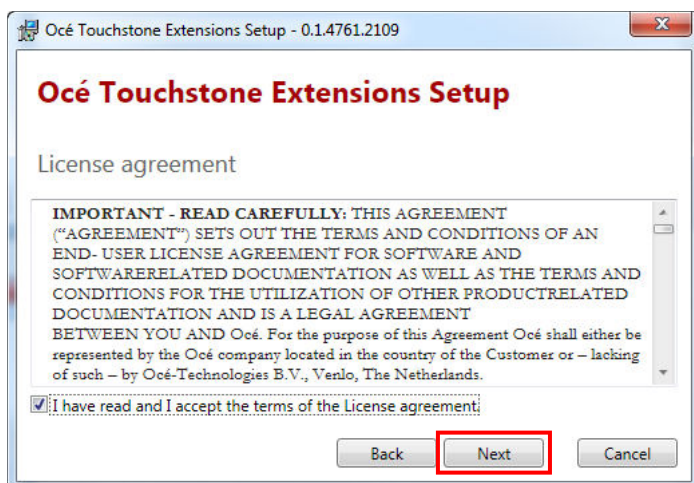 Océ Touchstone Extensions Setup - 0.1.4761.2109
Océ Touchstone Extensions Setup
License agreement
IMPORTANT - READ CAREFULLY: THIS AGREEMENT
("AGREEMENT") SETS OUT THE TERMS AND CONDITIONS OF AN
END- USER LICENSE AGREEMENT FOR SOFTWARE AND
SOFTWARERELATED DOCUMENTATION AS WELL AS THE TERMS AND
CONDITIONS FOR THE UTILIZATION OF OTHER PRODUCTRELATED
DOCUMENTATION AND IS A LEGAL AGREEMENT
BETWEEN YOU AND Océ. For the purpose of this Agreement Océ shall either be
represented by the Océ company located in the country of the Customer or – lacking
of such – by Océ-Technologies B.V., Venlo, The Netherlands.
I have read and I accept the terms of the License agreement.
Back Next Cancel